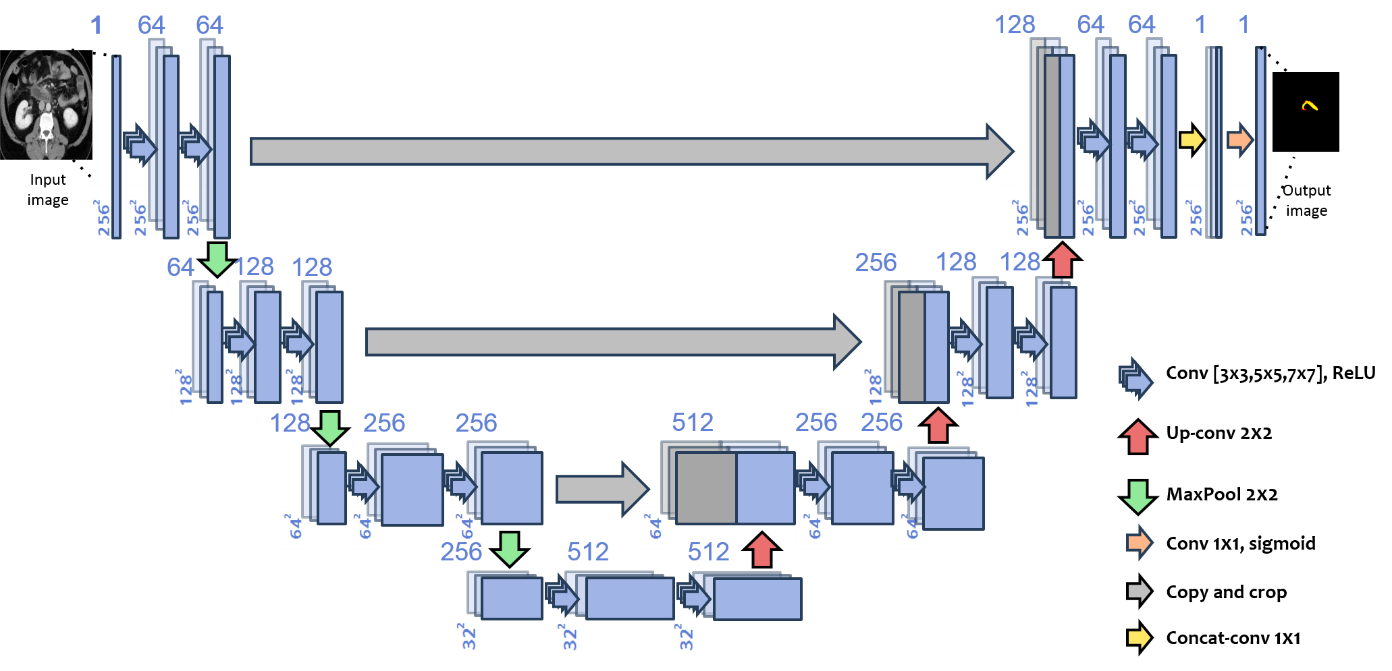 1 64 64
128 64 64 1 1
Input
image
256² 256² 256²
256² 256² 256² 256² 256²
Output
image
64 128 128
256 128 128
128² 128² 128²
128² 128² 128²
128 256 256
512 256 256
64² 64² 64²
64² 64² 64²
256 512 512
32² 32² 32²
Conv [3x3,5x5,7x7], ReLU
Up-conv 2X2
MaxPool 2X2
Conv 1X1, sigmoid
Copy and crop
Concat-conv 1X1